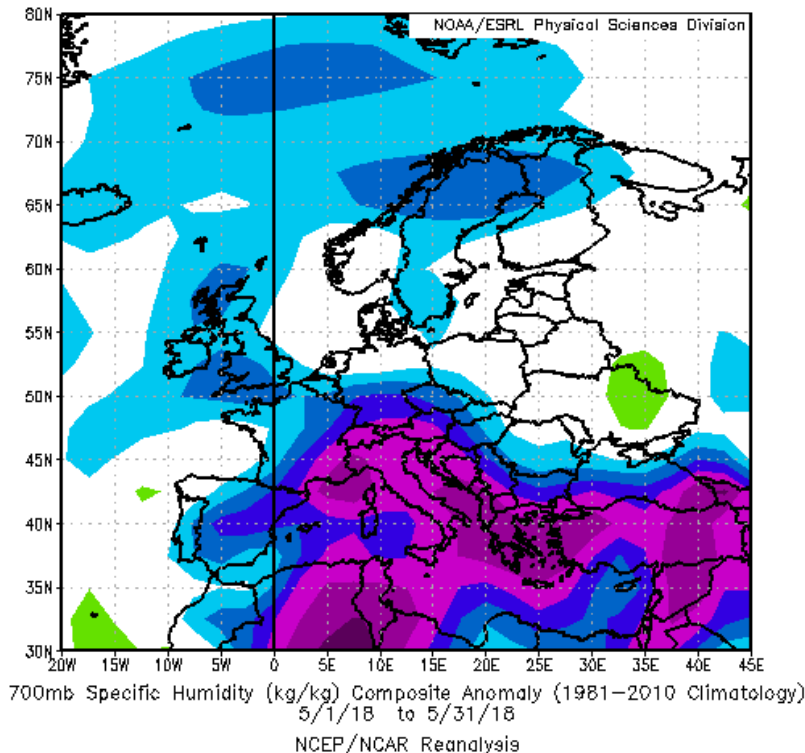 NOAA/ESRL Physical Sciences Division
80N
75N
70N
65N
60N
55N
50N
45N
40N
35N
30N
20W 15W 10W 5W 0 5E 10E 15E 20E 25E 30E 35E 40E 45E
700mb Specific Humidity (kg/kg) Composite Anomaly (1981-2010 Climatology)
5/1/18 to 5/31/18
NCEP/NCAR Reanalysis